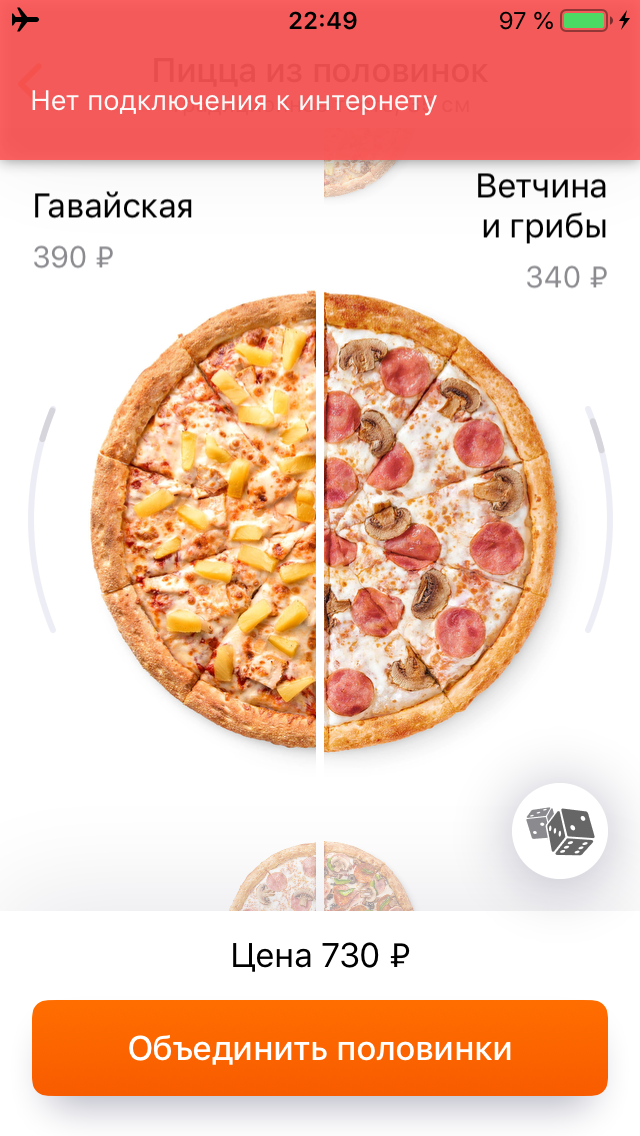 22:49
97 %
Пицца из половинок
Нет подключения к интернету
см
Гавайская
390 ₽
Ветчина
и грибы
340 ₽
Цена 730 ₽
Объединить половинки